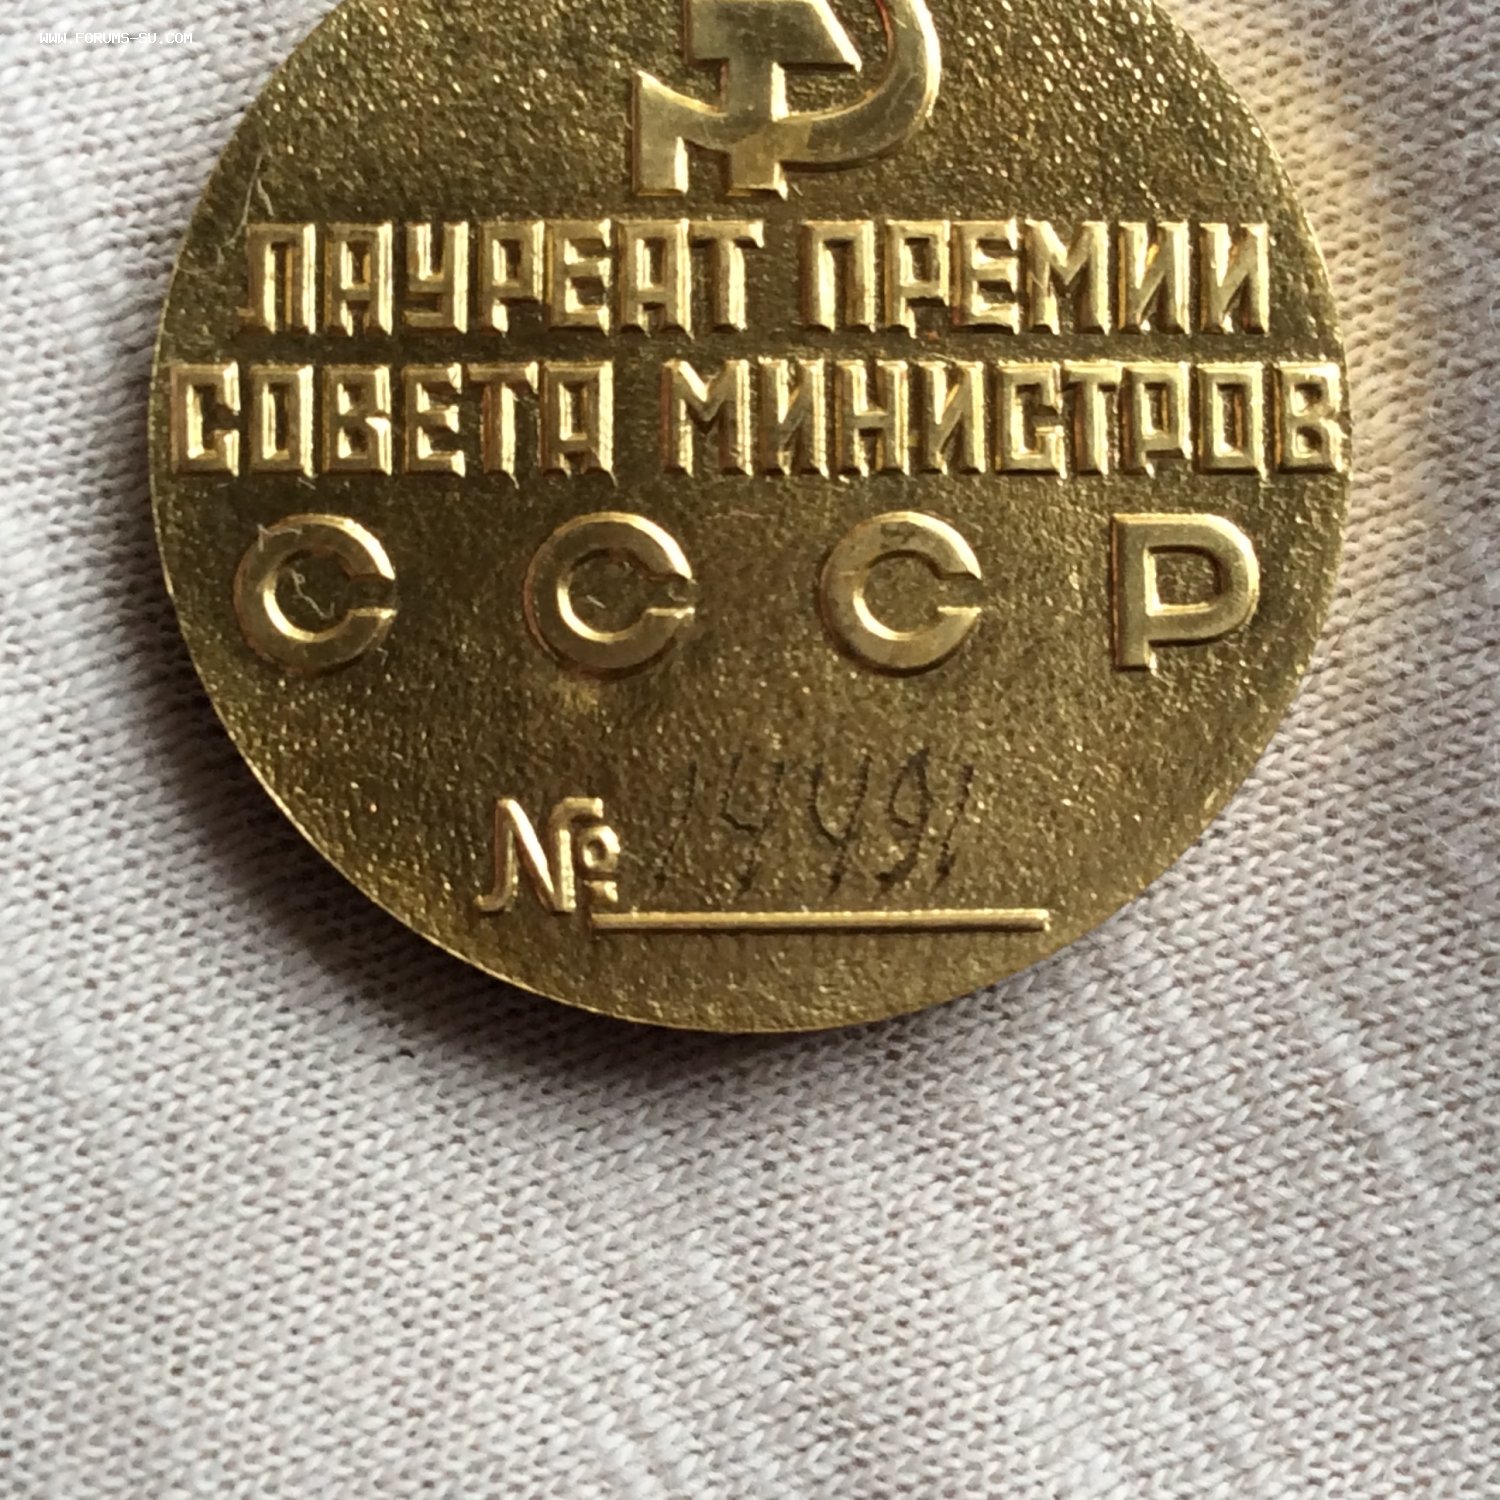 WWW.FORUMS-SU.COM
ЛАУРЕАТ ПРЕМИИ
СОВЕТА МИНИСТРОВ
СССР
№ 14491